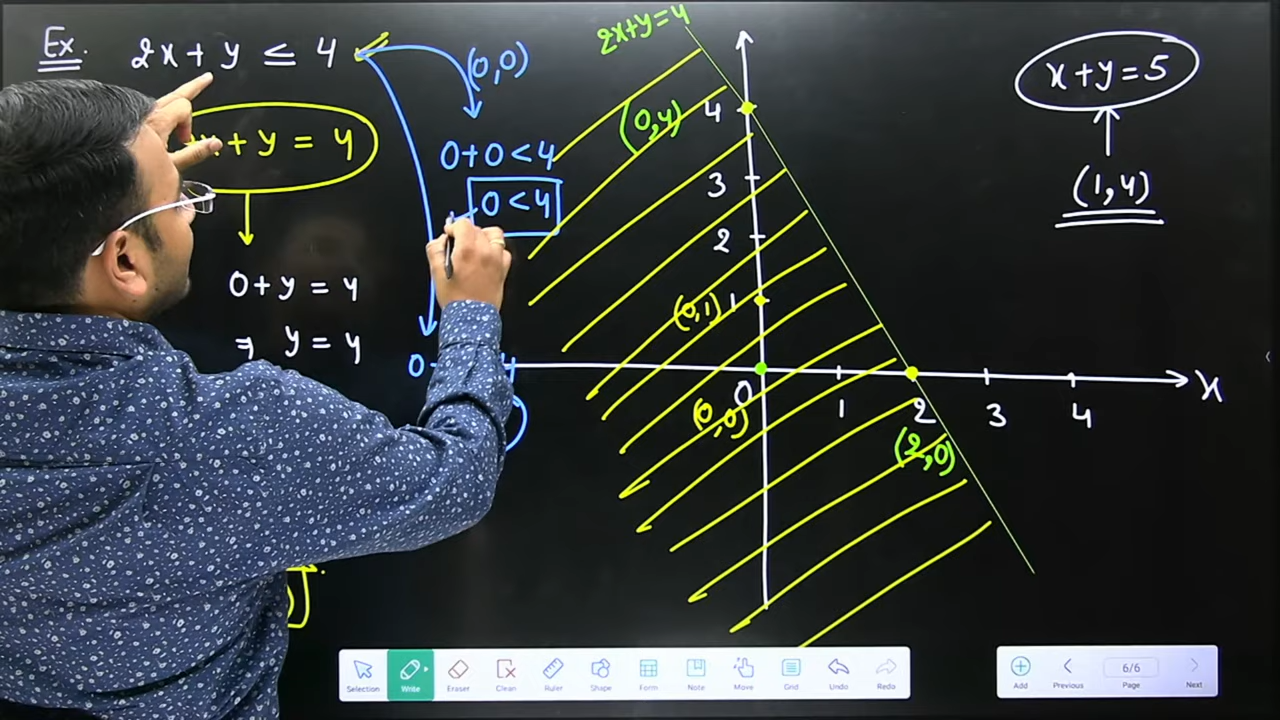 Ex. 2x + y ≤ 4
x + y = 4
0 + y = 4
⇒ y = 4
(0,0)
0+0<4
0<4
2x+y=4
(0,4)
4
3
2
(0,1) 1
0
(0,0)
1 2 3 4 x
(2,0)
x+y=5
(1,4)
Selection Write Eraser Clean Ruler Shape Form Note Move Grid Undo Redo
Add Previous 6/6 Page Next